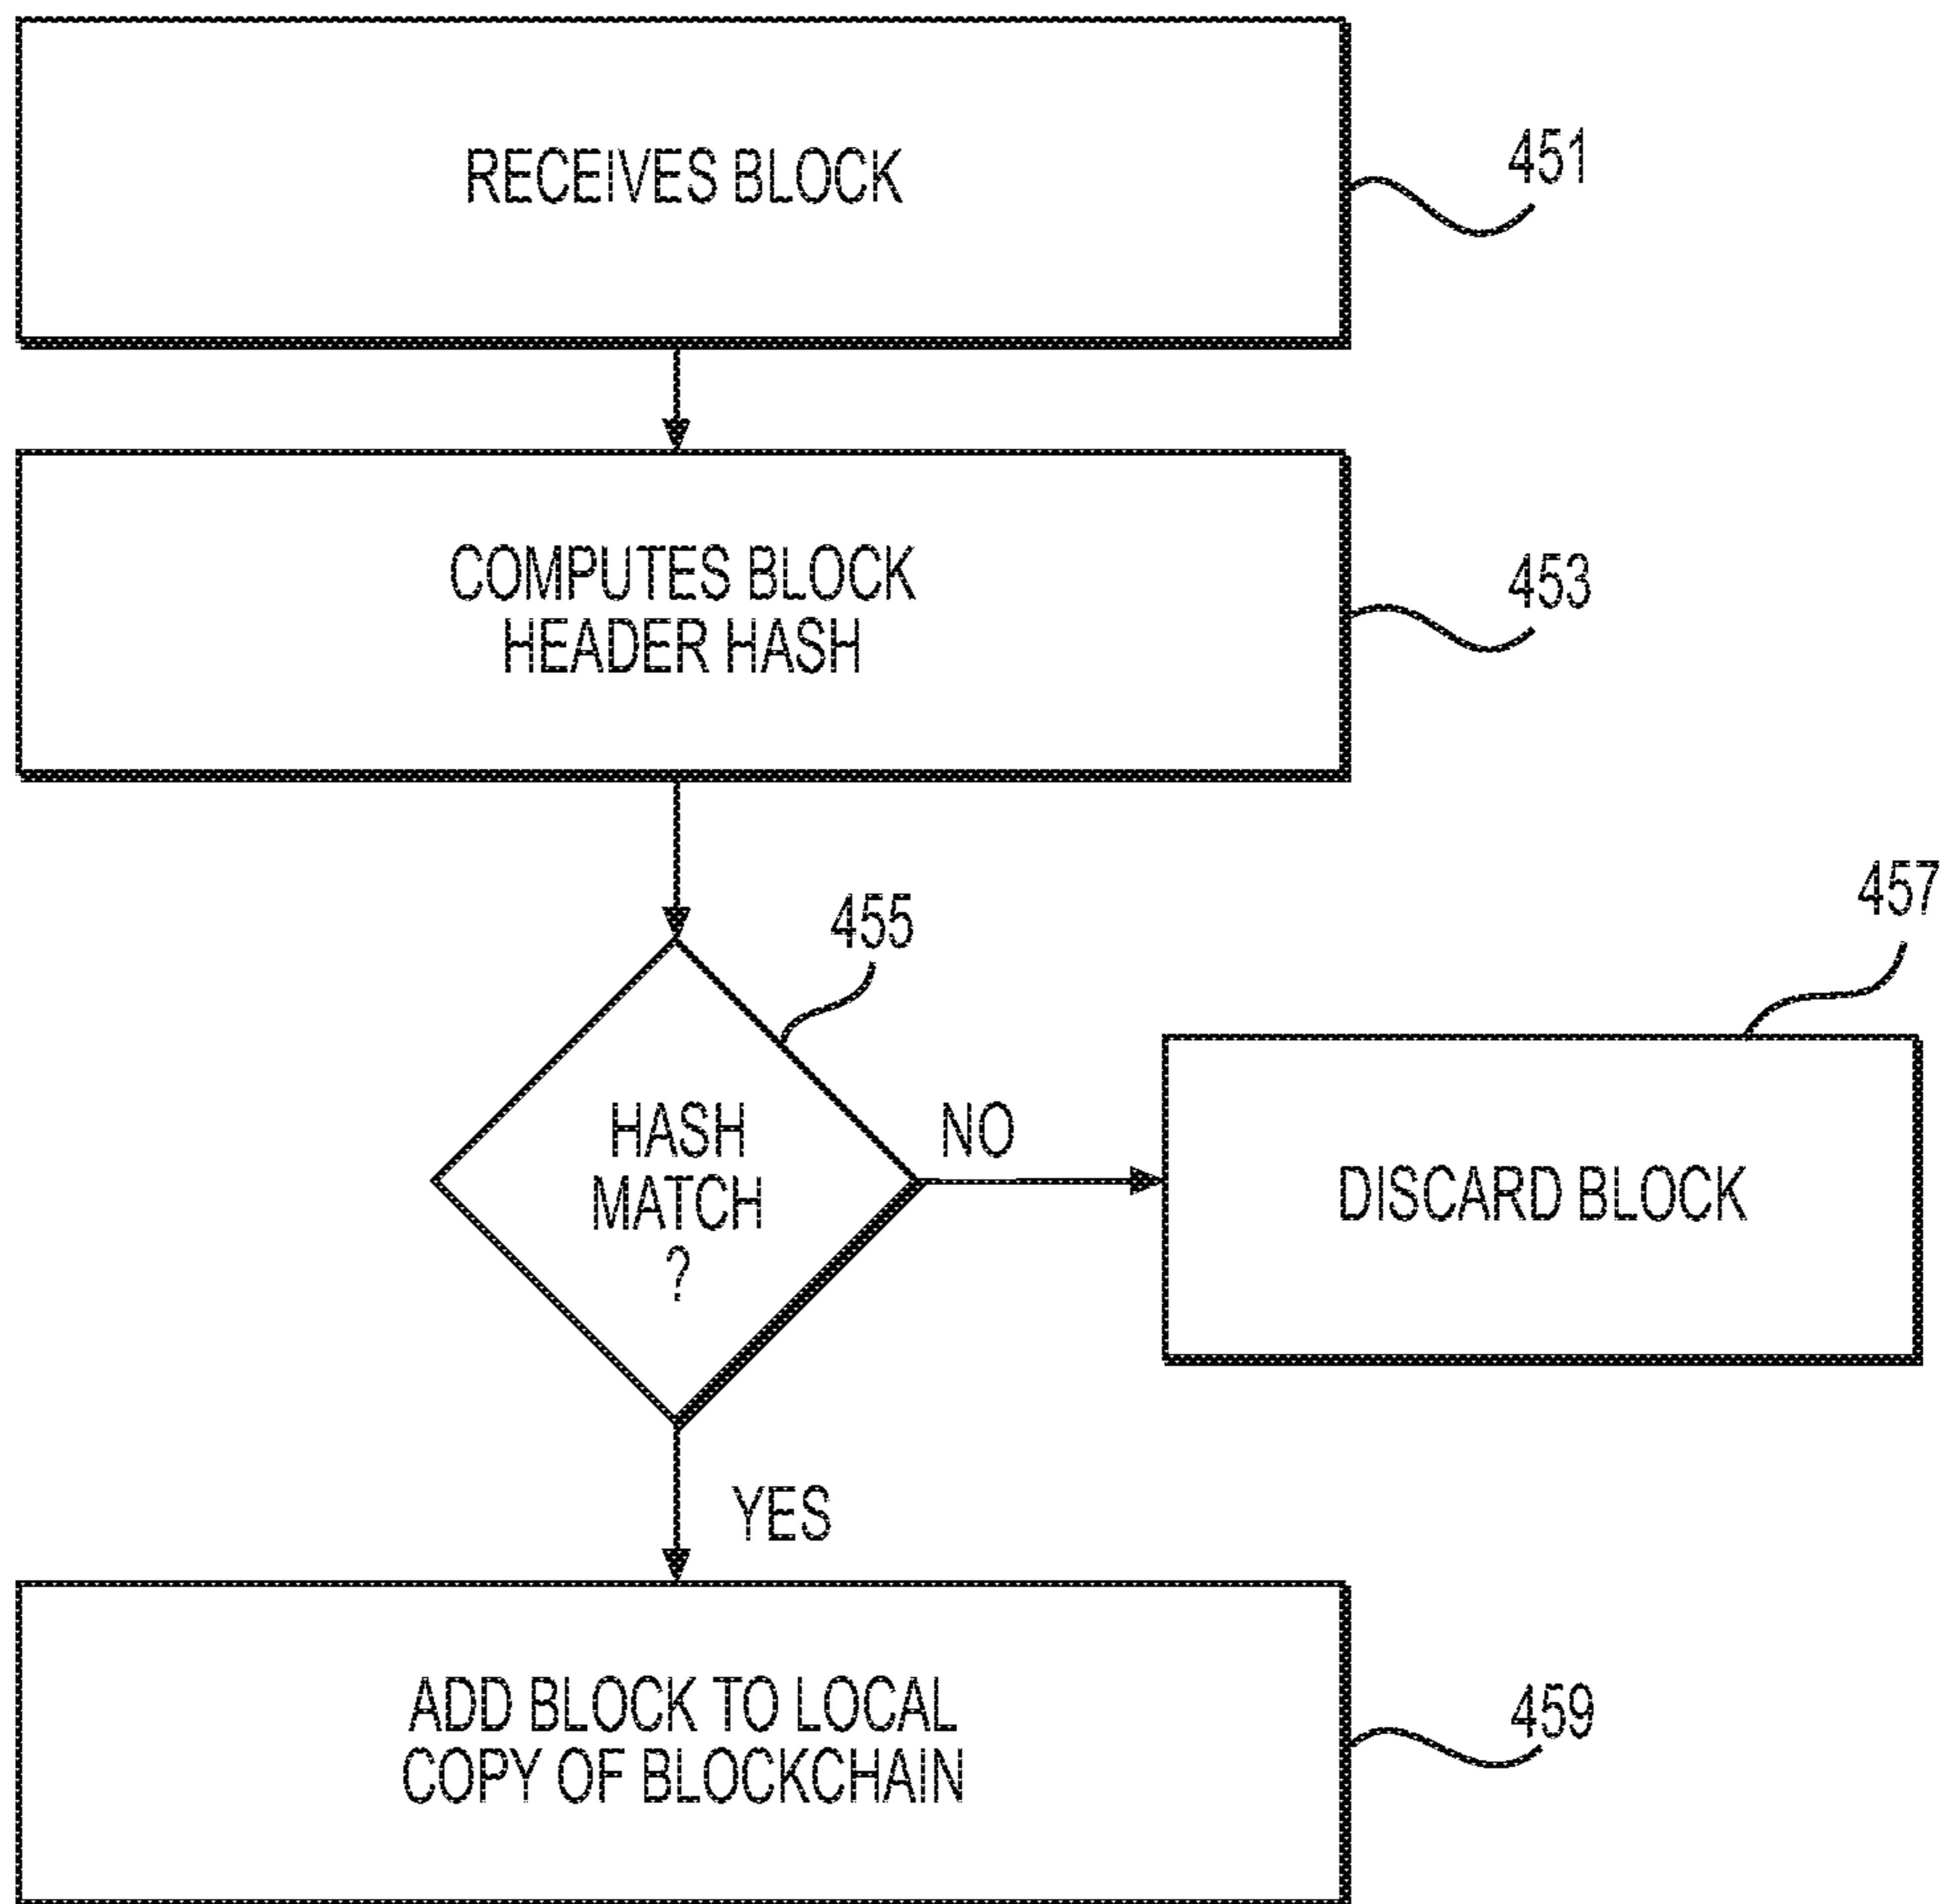 RECEIVES BLOCK
451
COMPUTES BLOCK
HEADER HASH
453
455
457
HASH
MATCH
?
NO
DISCARD BLOCK
YES
ADD BLOCK TO LOCAL
COPY OF BLOCKCHAIN
459